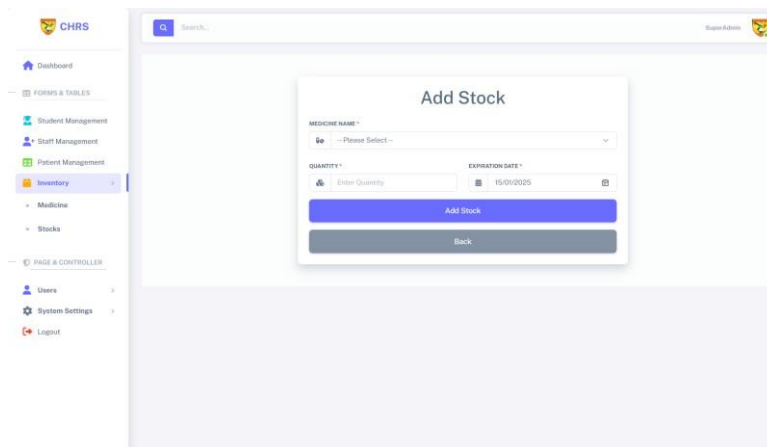 CHRS
Search...
SuperAdmin
Dashboard
FORMS & TABLES
Student Management
Staff Management
Patient Management
Inventory
Medicine
Stocks
PAGE & CONTROLLER
Users
System Settings
Logout
Add Stock
MEDICINE NAME *
-- Please Select --
QUANTITY * EXPIRATION DATE *
Enter Quantity 15/01/2025
Add Stock
Back